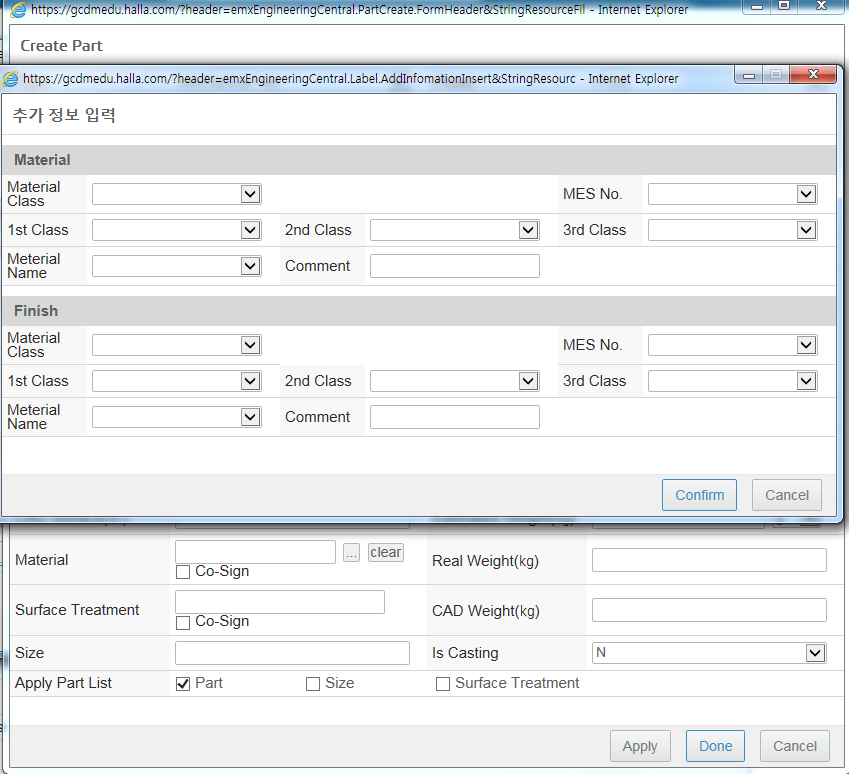 https://gcdmedu.halla.com/?header=emxEngineeringCentral.PartCreate.FormHeader&StringResourceFil - Internet Explorer
Create Part
https://gcdmedu.halla.com/?header=emxEngineeringCentral.Label.AddInfomationInsert&StringResourc - Internet Explorer
추가 정보 입력
Material
Material Class MES No.
1st Class 2nd Class 3rd Class
Meterial Name Comment
Finish
Material Class MES No.
1st Class 2nd Class 3rd Class
Meterial Name Comment
Confirm Cancel
Material ... clear Real Weight(kg)
Co-Sign
Surface Treatment CAD Weight(kg)
Co-Sign
Size Is Casting N
Apply Part List Part Size Surface Treatment
Apply Done Cancel